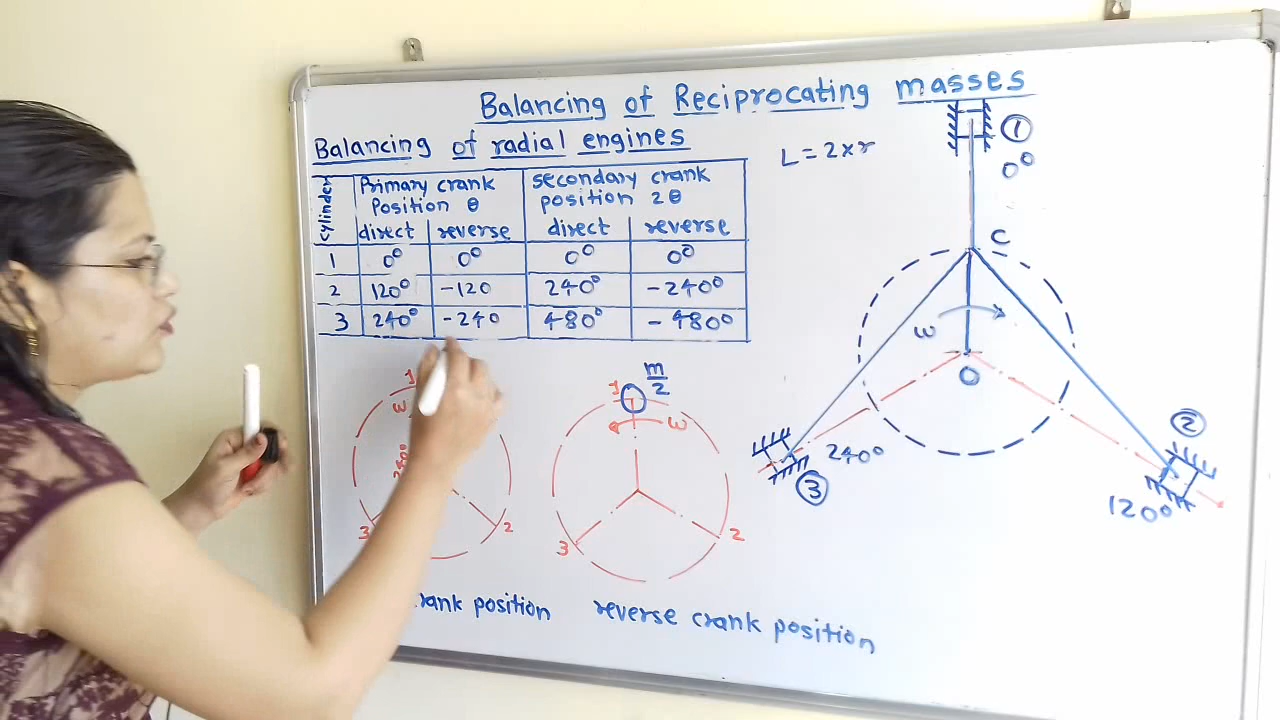 Balancing of Reciprocating masses
Balancing of radial engines
L = 2 x r
cylinder
Primary crank
Position θ
secondary crank
position 2θ
direct reverse direct reverse
1 0° 0° 0° 0°
2 120° -120 240° -240°
3 240° -240 480° -480°
1
0°
C
ω
O
240°
3
2
120°
1
ω
240°
3
2
1
m/2
ω
3
2
crank position
reverse crank position